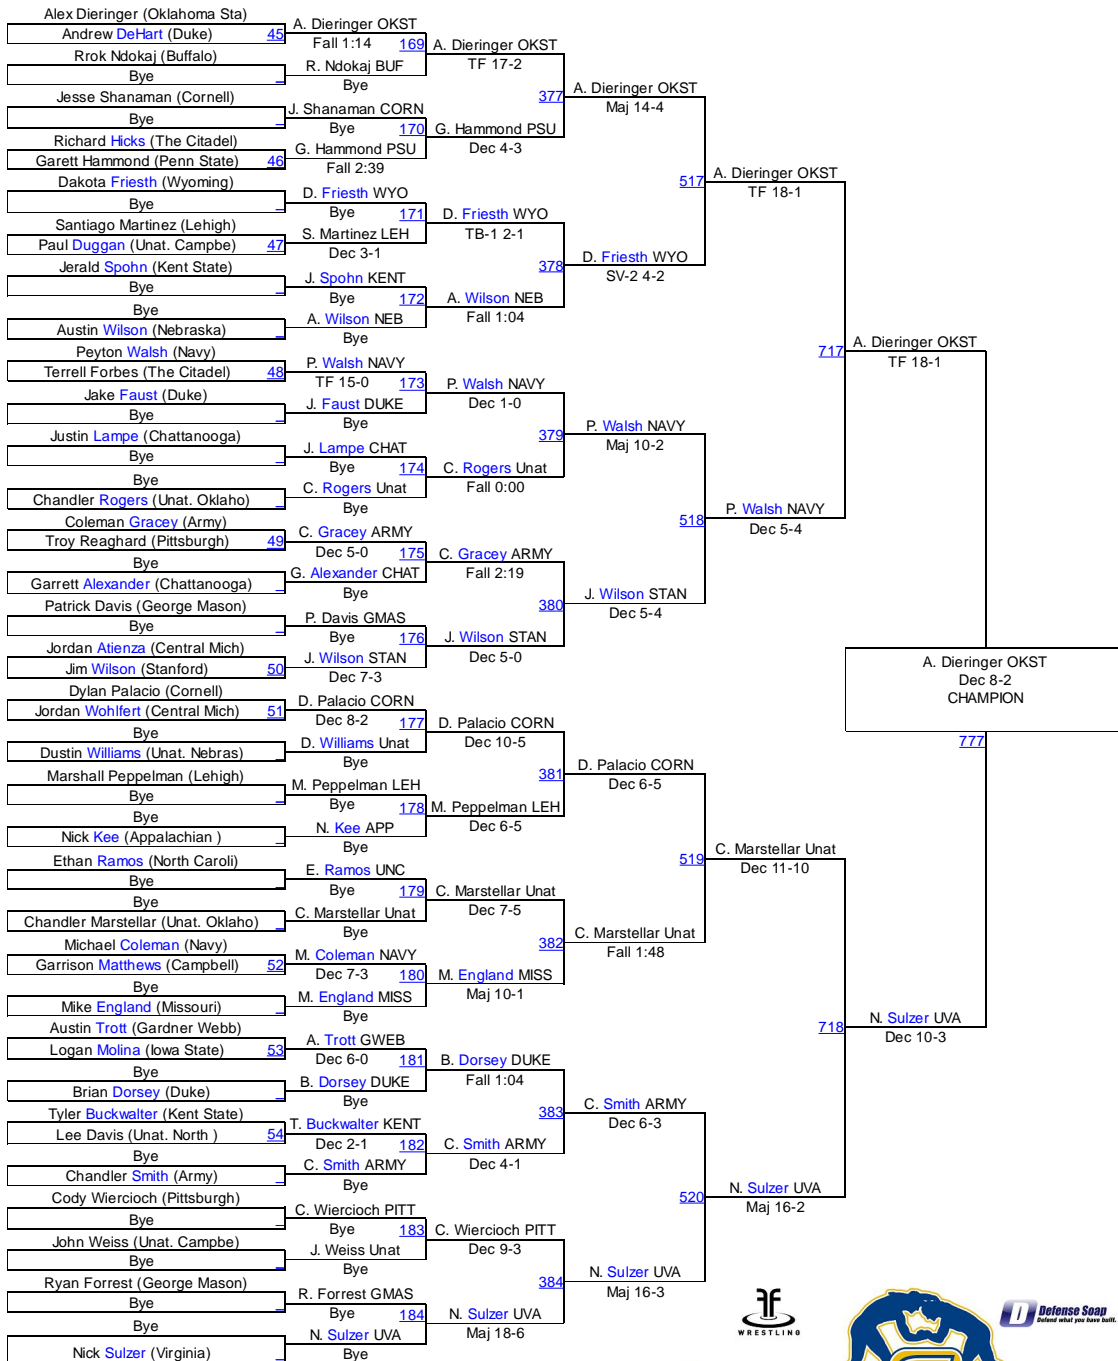 Alex Dieringer (Oklahoma Sta)
Andrew DeHart (Duke) 45
A. Dieringer OKST
Fall 1:14 169
Rrok Ndokaj (Buffalo)
Bye
R. Ndokaj BUF
Bye
A. Dieringer OKST
TF 17-2
Jesse Shanaman (Cornell)
Bye
J. Shanaman CORN
Bye 170
377
A. Dieringer OKST
Maj 14-4
Richard Hicks (The Citadel)
Garett Hammond (Penn State) 46
G. Hammond PSU
Fall 2:39
G. Hammond PSU
Dec 4-3
Dakota Friesth (Wyoming)
Bye
D. Friesth WYO
Bye 171
517
A. Dieringer OKST
TF 18-1
Santiago Martinez (Lehigh)
Paul Duggan (Unat. Campbe) 47
S. Martinez LEH
Dec 3-1
D. Friesth WYO
TB-1 2-1
Jerald Spohn (Kent State)
Bye
J. Spohn KENT
Bye 172
378
D. Friesth WYO
SV-2 4-2
Bye
Austin Wilson (Nebraska)
A. Wilson NEB
Bye
A. Wilson NEB
Fall 1:04
Peyton Walsh (Navy)
Terrell Forbes (The Citadel) 48
P. Walsh NAVY
TF 15-0 173
717
A. Dieringer OKST
TF 18-1
Jake Faust (Duke)
Bye
J. Faust DUKE
Bye
P. Walsh NAVY
Dec 1-0
Justin Lampe (Chattanooga)
Bye
J. Lampe CHAT
Bye 174
379
P. Walsh NAVY
Maj 10-2
Bye
Chandler Rogers (Unat. Oklaho)
C. Rogers Unat
Bye
C. Rogers Unat
Fall 0:00
Coleman Gracey (Army)
Troy Reaghard (Pittsburgh) 49
C. Gracey ARMY
Dec 5-0 175
518
P. Walsh NAVY
Dec 5-4
Bye
Garrett Alexander (Chattanooga)
G. Alexander CHAT
Bye
C. Gracey ARMY
Fall 2:19
Patrick Davis (George Mason)
Bye
P. Davis GMAS
Bye 176
380
J. Wilson STAN
Dec 5-4
Jordan Atienza (Central Mich)
Jim Wilson (Stanford) 50
J. Wilson STAN
Dec 7-3
J. Wilson STAN
Dec 5-0
A. Dieringer OKST
Dec 8-2
CHAMPION
777
Dylan Palacio (Cornell)
Jordan Wohlfert (Central Mich) 51
D. Palacio CORN
Dec 8-2 177
Bye
Dustin Williams (Unat. Nebras)
D. Williams Unat
Bye
D. Palacio CORN
Dec 10-5
Marshall Peppelman (Lehigh)
Bye
M. Peppelman LEH
Bye 178
381
D. Palacio CORN
Dec 6-5
Bye
Nick Kee (Appalachian )
N. Kee APP
Bye
M. Peppelman LEH
Dec 6-5
Ethan Ramos (North Caroli)
Bye
E. Ramos UNC
Bye 179
519
C. Marstellar Unat
Dec 11-10
Bye
Chandler Marstellar (Unat. Oklaho)
C. Marstellar Unat
Bye
C. Marstellar Unat
Dec 7-5
Michael Coleman (Navy)
Garrison Matthews (Campbell) 52
M. Coleman NAVY
Dec 7-3 180
382
C. Marstellar Unat
Fall 1:48
Bye
Mike England (Missouri)
M. England MISS
Bye
M. England MISS
Maj 10-1
Austin Trott (Gardner Webb)
Logan Molina (Iowa State) 53
A. Trott GWEB
Dec 6-0 181
718
N. Sulzer UVA
Dec 10-3
Bye
Brian Dorsey (Duke)
B. Dorsey DUKE
Bye
B. Dorsey DUKE
Fall 1:04
Tyler Buckwalter (Kent State)
Lee Davis (Unat. North ) 54
T. Buckwalter KENT
Dec 2-1 182
383
C. Smith ARMY
Dec 6-3
Bye
Chandler Smith (Army)
C. Smith ARMY
Bye
C. Smith ARMY
Dec 4-1
Cody Wiercioch (Pittsburgh)
Bye
C. Wiercioch PITT
Bye 183
520
N. Sulzer UVA
Maj 16-2
John Weiss (Unat. Campbe)
Bye
J. Weiss Unat
Bye
C. Wiercioch PITT
Dec 9-3
Ryan Forrest (George Mason)
Bye
R. Forrest GMAS
Bye 184
384
N. Sulzer UVA
Maj 16-3
Bye
Nick Sulzer (Virginia)
N. Sulzer UVA
Bye
N. Sulzer UVA
Maj 18-6
WRESTLING
D Defense Soap
Defend what you have built.